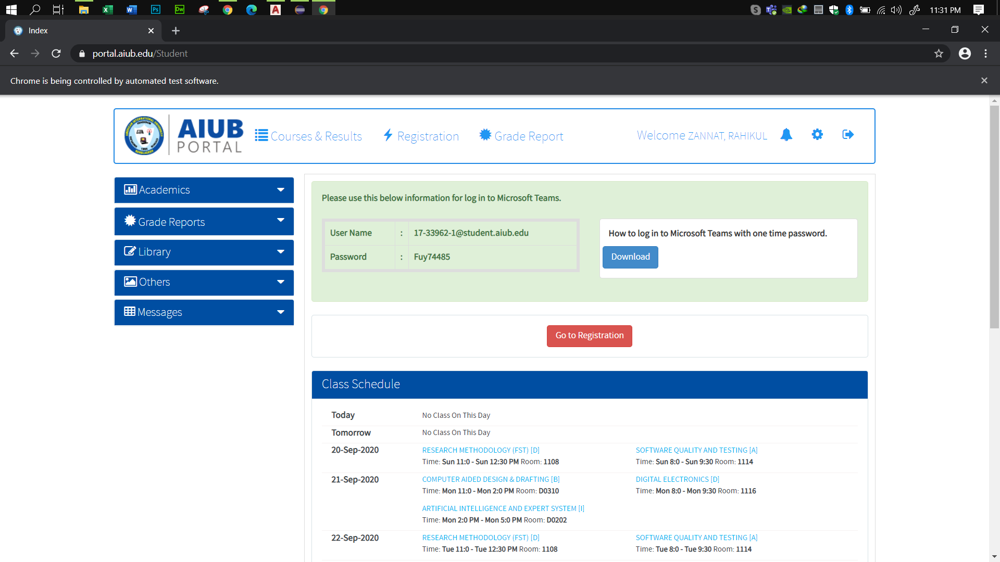 11:31 PM
Index
portal.aiub.edu/Student
Chrome is being controlled by automated test software.
AIUB
PORTAL
Courses & Results
Registration
Grade Report
Welcome ZANNAT, RAHIKUL
Academics
Grade Reports
Library
Others
Messages
Please use this below information for log in to Microsoft Teams.
User Name : 17-33962-1@student.aiub.edu
Password : Fuy74485
How to log in to Microsoft Teams with one time password.
Download
Go to Registration
Class Schedule
Today No Class On This Day
Tomorrow No Class On This Day
20-Sep-2020 RESEARCH METHODOLOGY (FST) [D] SOFTWARE QUALITY AND TESTING [A]
Time: Sun 11:0 - Sun 12:30 PM Room: 1108 Time: Sun 8:0 - Sun 9:30 Room: 1114
21-Sep-2020 COMPUTER AIDED DESIGN & DRAFTING [B] DIGITAL ELECTRONICS [D]
Time: Mon 11:0 - Mon 2:0 PM Room: D0310 Time: Mon 8:0 - Mon 9:30 Room: 1116
ARTIFICIAL INTELLIGENCE AND EXPERT SYSTEM [I]
Time: Mon 2:0 PM - Mon 5:0 PM Room: D0202
22-Sep-2020 RESEARCH METHODOLOGY (FST) [D] SOFTWARE QUALITY AND TESTING [A]
Time: Tue 11:0 - Tue 12:30 PM Room: 1108 Time: Tue 8:0 - Tue 9:30 Room: 1114